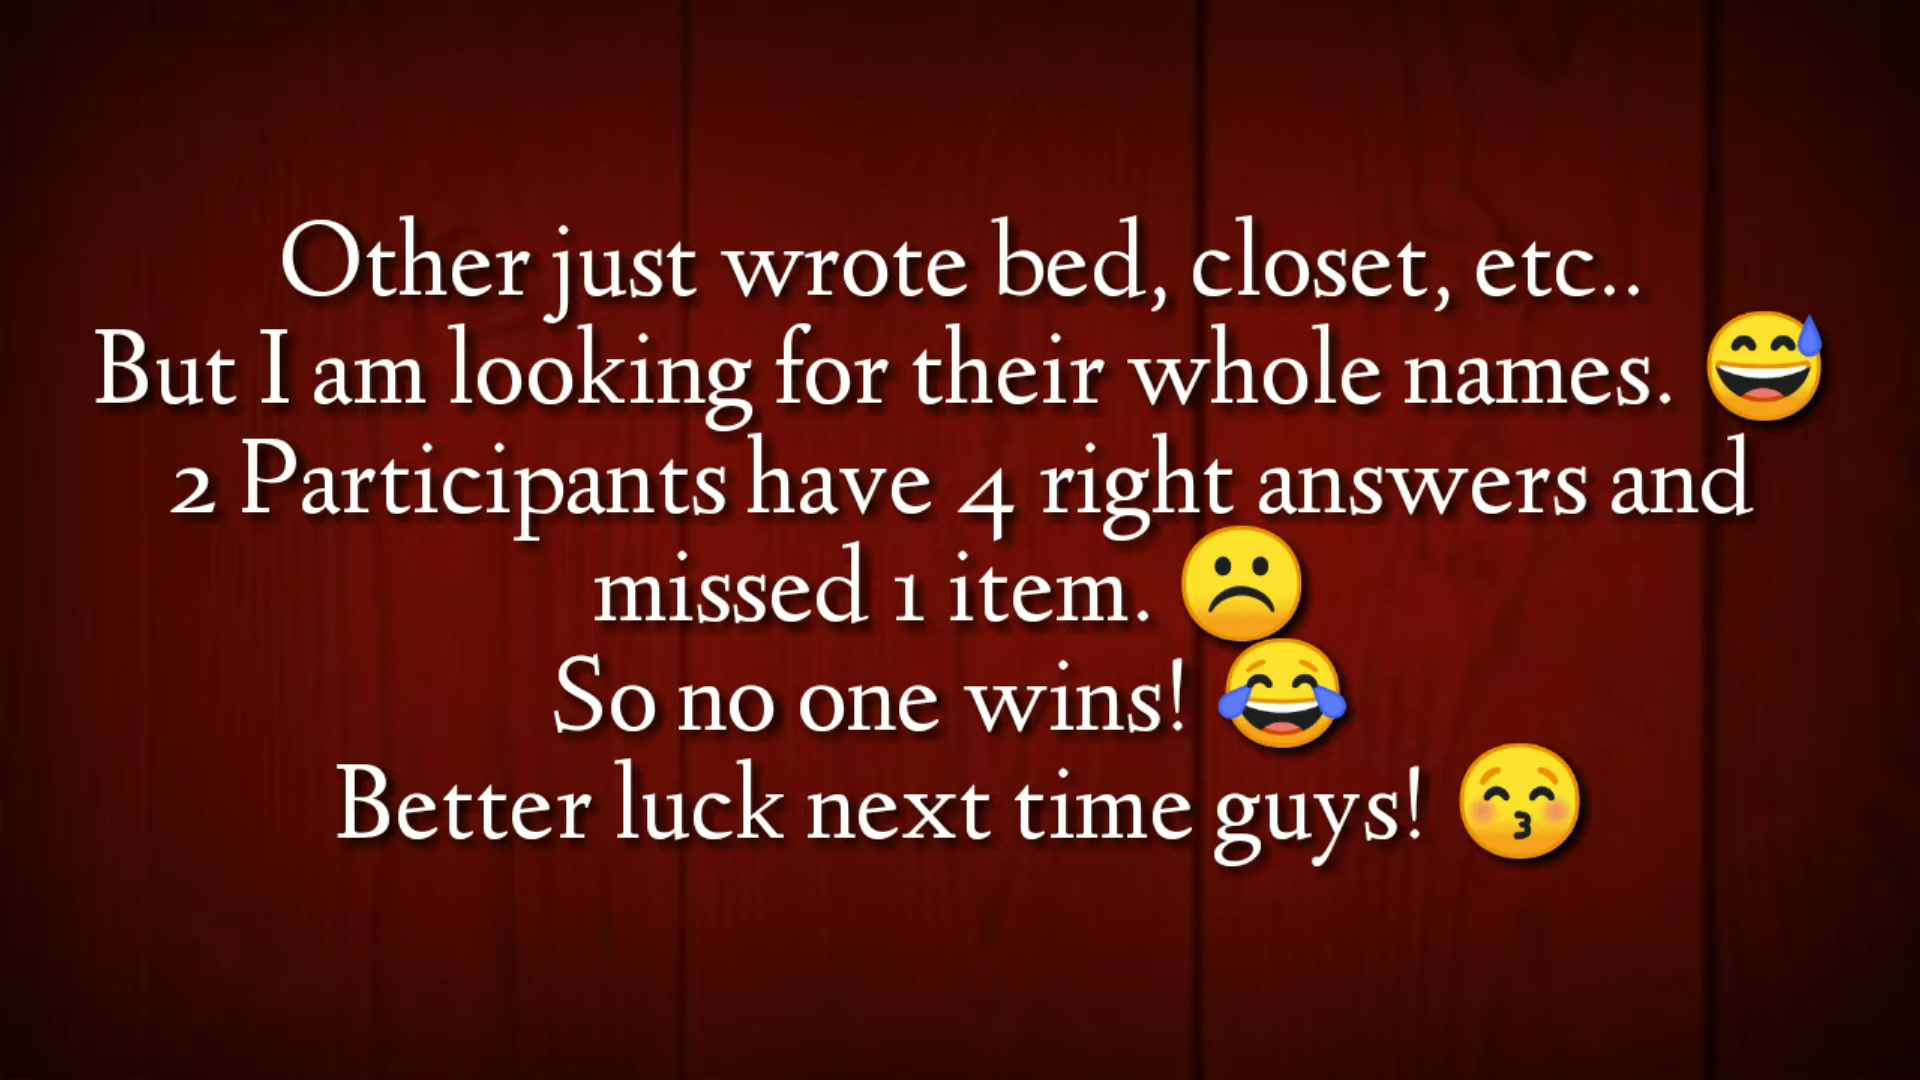 Other just wrote bed, closet, etc..
But I am looking for their whole names. 😅
2 Participants have 4 right answers and
missed 1 item. ☹️
So no one wins! 😂
Better luck next time guys! 😚